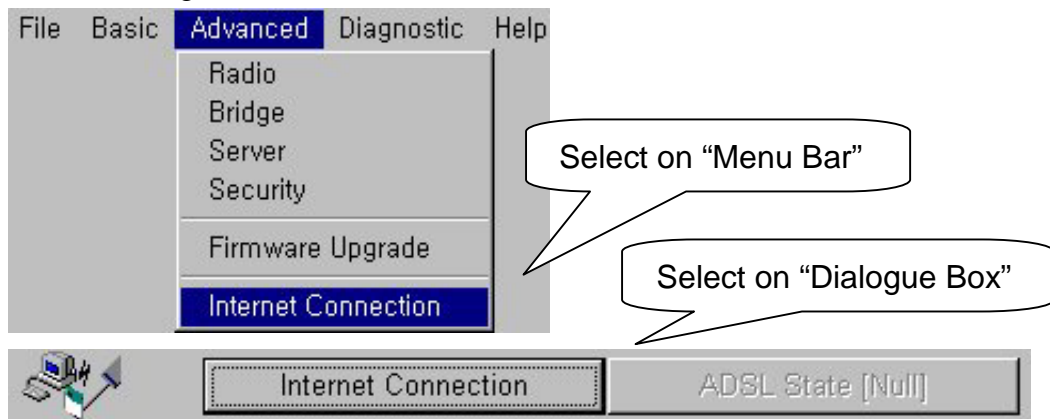 File Basic Advanced Diagnostic Help
Radio
Bridge
Server
Security
Firmware Upgrade
Internet Connection
Select on “Menu Bar”
Select on “Dialogue Box”
Internet Connection ADSL State [Null]